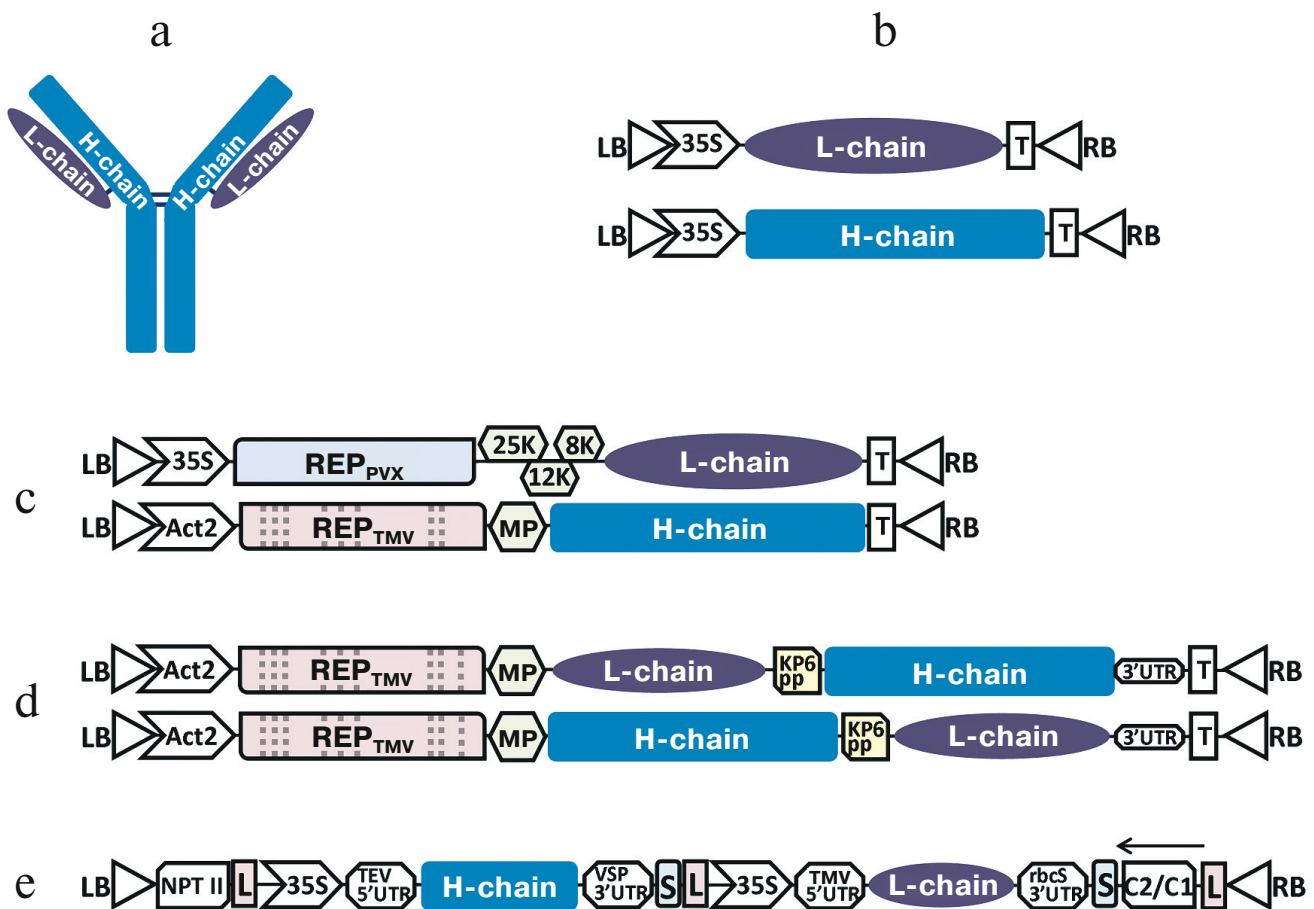 a
L-chain H-chain H-chain L-chain
b
LB 35S L-chain T RB
LB 35S H-chain T RB
c
LB 35S REPPVX 25K 12K 8K L-chain T RB
LB Act2 REPTMV MP H-chain T RB
d
LB Act2 REPTMV MP L-chain KP6 pp H-chain 3'UTR T RB
LB Act2 REPTMV MP H-chain KP6 pp L-chain 3'UTR T RB
e
LB NPT II L 35S TEV 5'UTR H-chain VSP 3'UTR S L 35S TMV 5'UTR L-chain rbcS 3'UTR S C2/C1 L RB